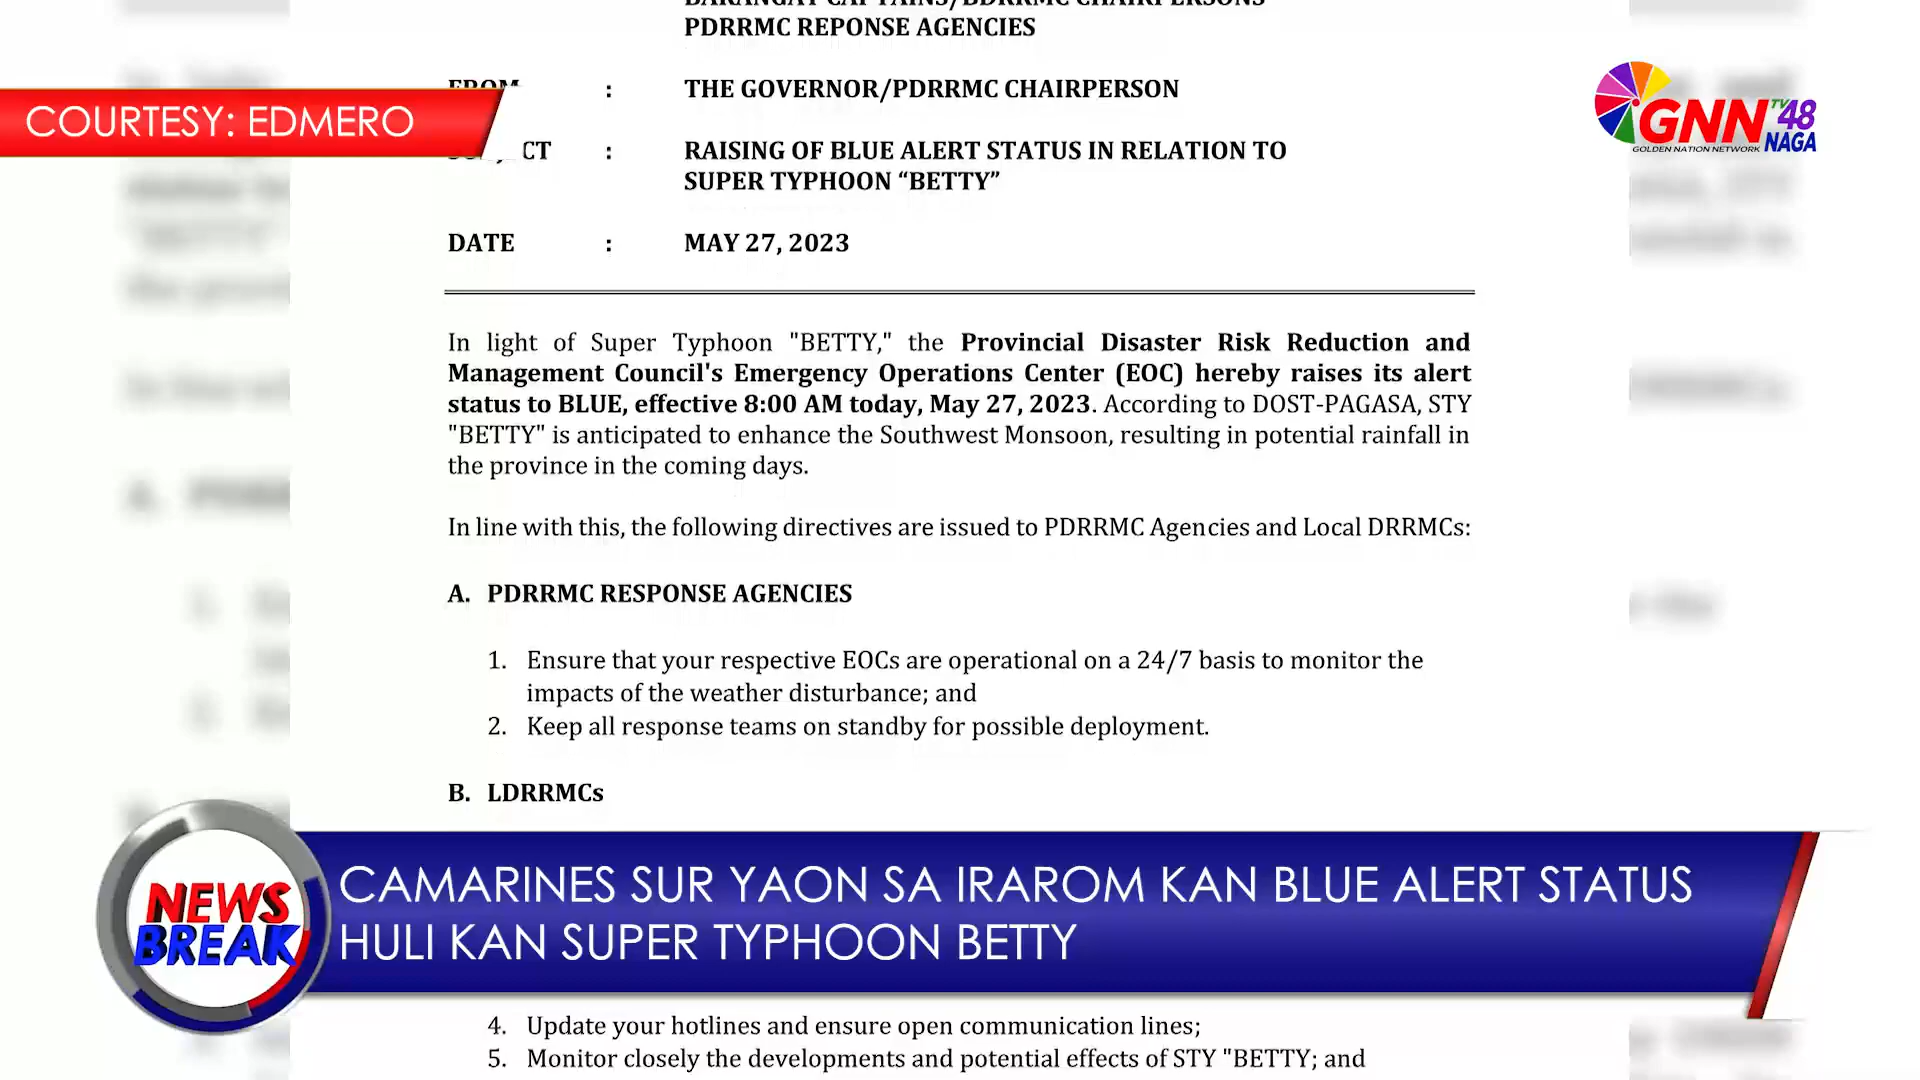 BARANGAY CAPTAINS/BDRRMC CHAIRPERSONS
PDRRMC REPONSE AGENCIES
FROM : THE GOVERNOR/PDRRMC CHAIRPERSON
COURTESY: EDMERO
GNN TV 48
GOLDEN NATION NETWORK NAGA
: RAISING OF BLUE ALERT STATUS IN RELATION TO
SUPER TYPHOON “BETTY”
DATE : MAY 27, 2023
In light of Super Typhoon "BETTY," the Provincial Disaster Risk Reduction and
Management Council's Emergency Operations Center (EOC) hereby raises its alert
status to BLUE, effective 8:00 AM today, May 27, 2023. According to DOST-PAGASA, STY
"BETTY" is anticipated to enhance the Southwest Monsoon, resulting in potential rainfall in
the province in the coming days.
In line with this, the following directives are issued to PDRRMC Agencies and Local DRRMCs:
A. PDRRMC RESPONSE AGENCIES
1. Ensure that your respective EOCs are operational on a 24/7 basis to monitor the
impacts of the weather disturbance; and
2. Keep all response teams on standby for possible deployment.
B. LDRRMCs
NEWS
BREAK
CAMARINES SUR YAON SA IRAROM KAN BLUE ALERT STATUS
HULI KAN SUPER TYPHOON BETTY
4. Update your hotlines and ensure open communication lines;
5. Monitor closely the developments and potential effects of STY "BETTY; and